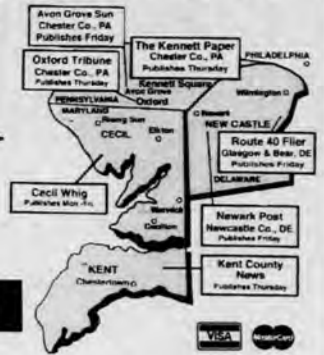 Avon Grove Sun
Chester Co., PA
Publishes Friday
The Kennett Paper
Chester Co., PA
Publishes Thursday
PHILADELPHIA
Oxford Tribune
Chester Co., PA
Publishes Thursday
Kennett Square
Avon Grove
Oxford
Wilmington
PENNSYLVANIA
MARYLAND
Rising Sun
Newark
CECIL
Elkton
NEW CASTLE
Route 40 Flier
Glasgow & Bear, DE
Publishes Friday
DELAWARE
Cecil Whig
Publishes Mon.-Fri.
Warwick
Cecilton
Newark Post
Newcastle Co., DE
Publishes Friday
KENT
Chestertown
Kent County
News
Publishes Thursday
VISA
MasterCard